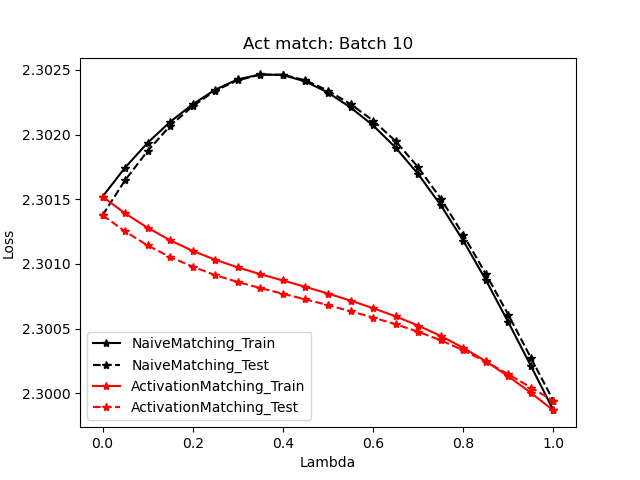 Act match: Batch 10
Loss
2.3025
2.3020
2.3015
2.3010
2.3005
2.3000
NaiveMatching_Train
NaiveMatching_Test
ActivationMatching_Train
ActivationMatching_Test
0.0 0.2 0.4 0.6 0.8 1.0
Lambda